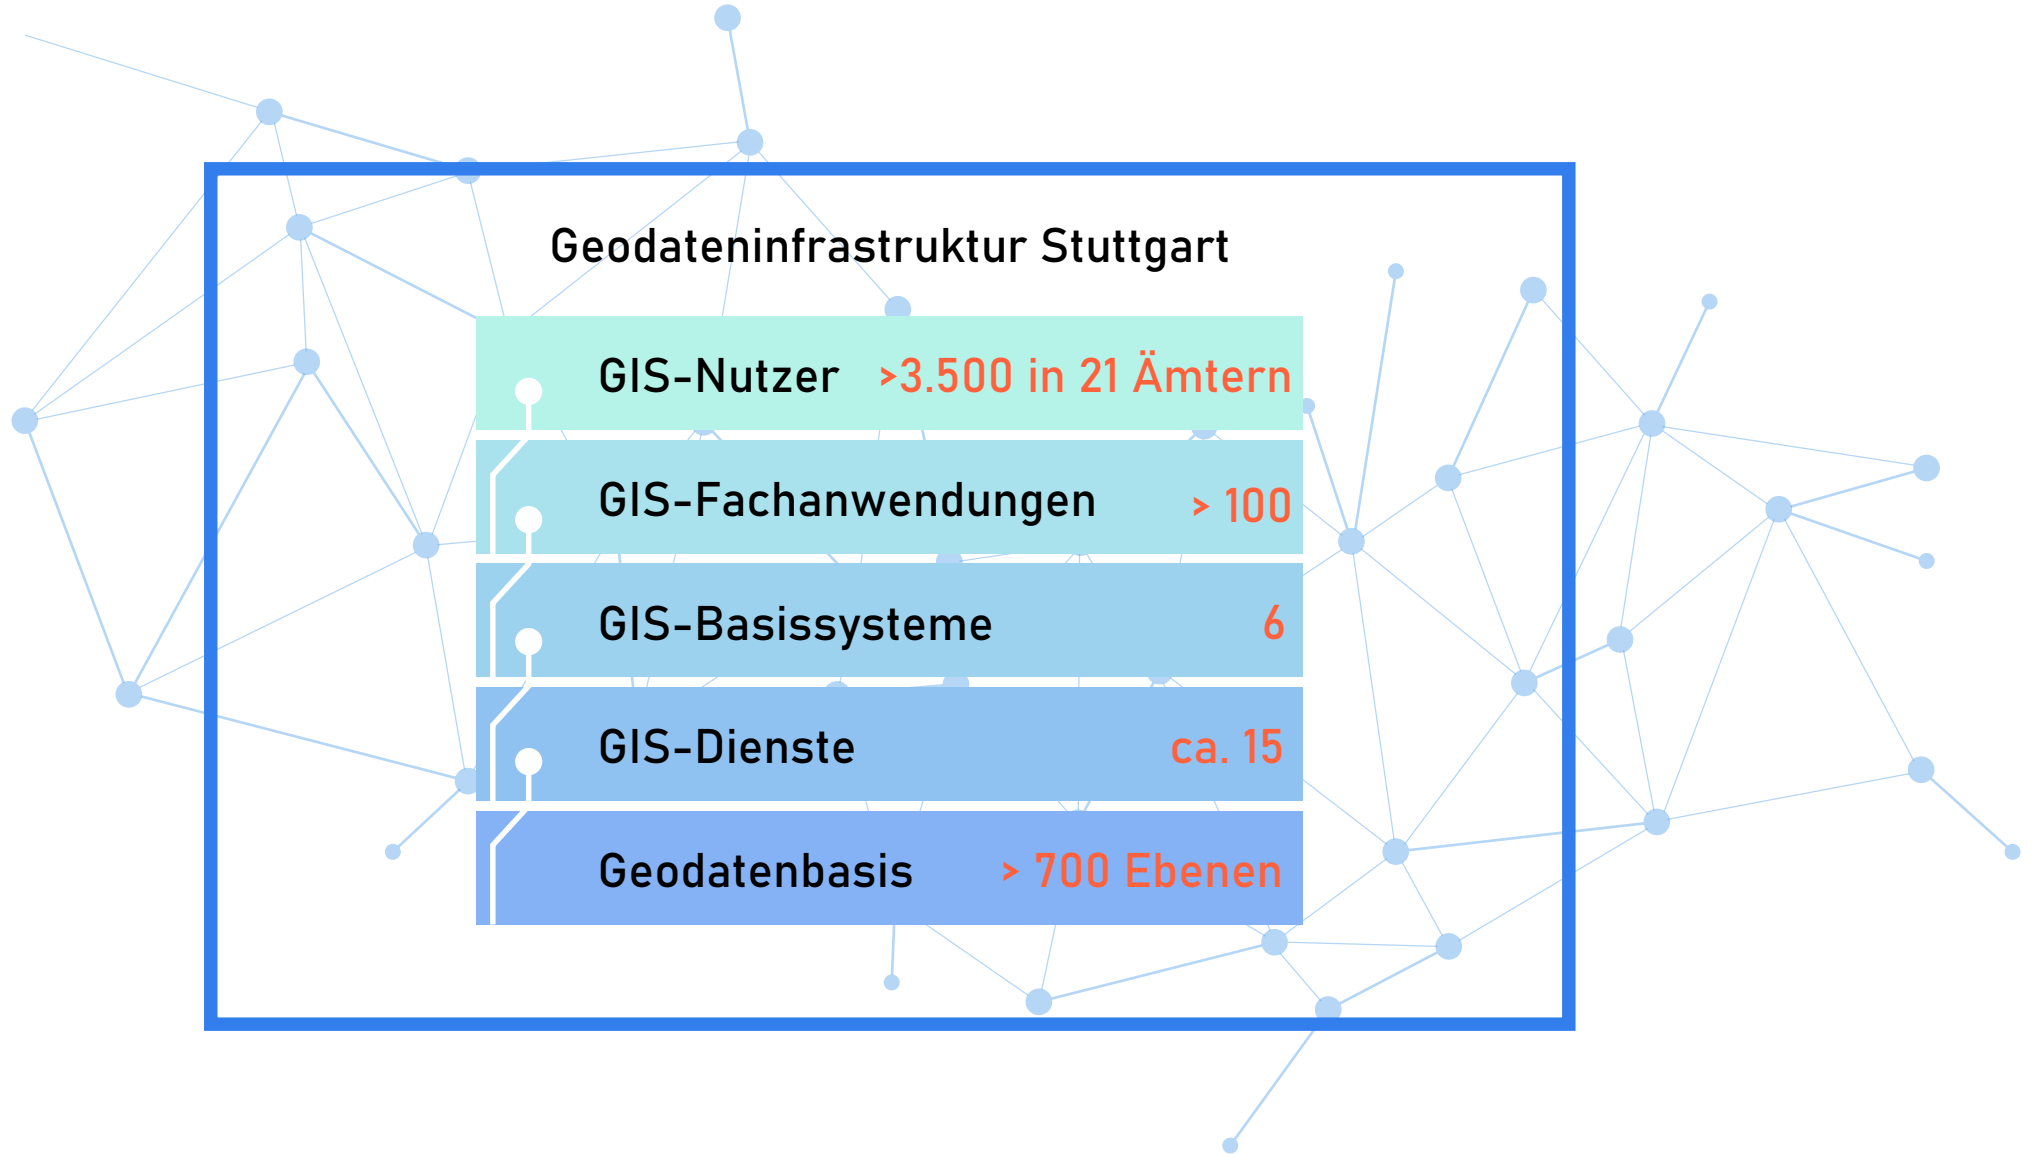 Geodateninfrastruktur Stuttgart
GIS-Nutzer >3.500 in 21 Ämtern
GIS-Fachanwendungen > 100
GIS-Basissysteme 6
GIS-Dienste ca. 15
Geodatenbasis > 700 Ebenen